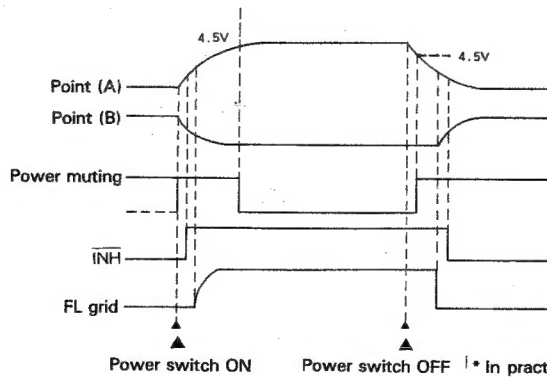 4.5V
4.5V
Point (A)
Point (B)
Power muting
INH
FL grid
Power switch ON
Power switch OFF
* In pract